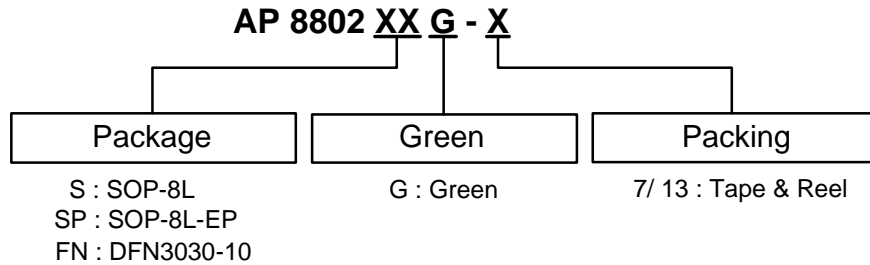 AP 8802 XX G - X
Package
Green
Packing
S : SOP-8L
G : Green
7/ 13 : Tape & Reel
SP : SOP-8L-EP
FN : DFN3030-10